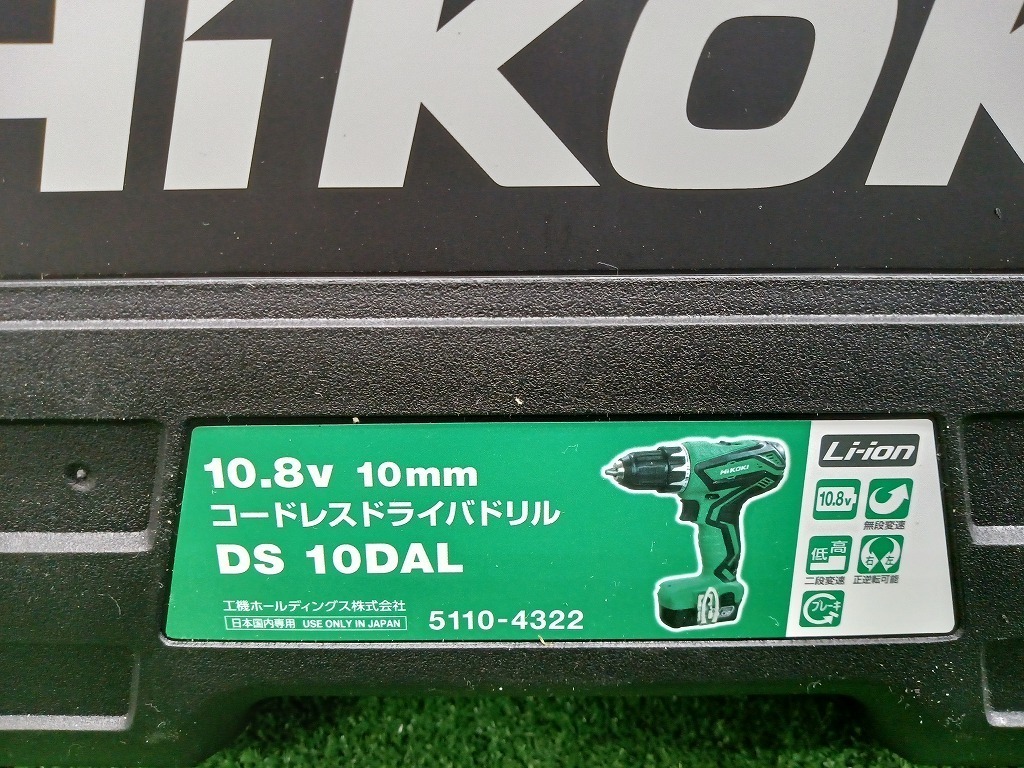 HiKOK
10.8v 10mm
コードレスドライバドリル
DS 10DAL
工機ホールディングス株式会社
日本国内専用 USE ONLY IN JAPAN
5110-4322
HiKOKI
Li-ion
10.8v
無段変速
低 高
二段変速
右 左
正逆転可能
ブレーキ